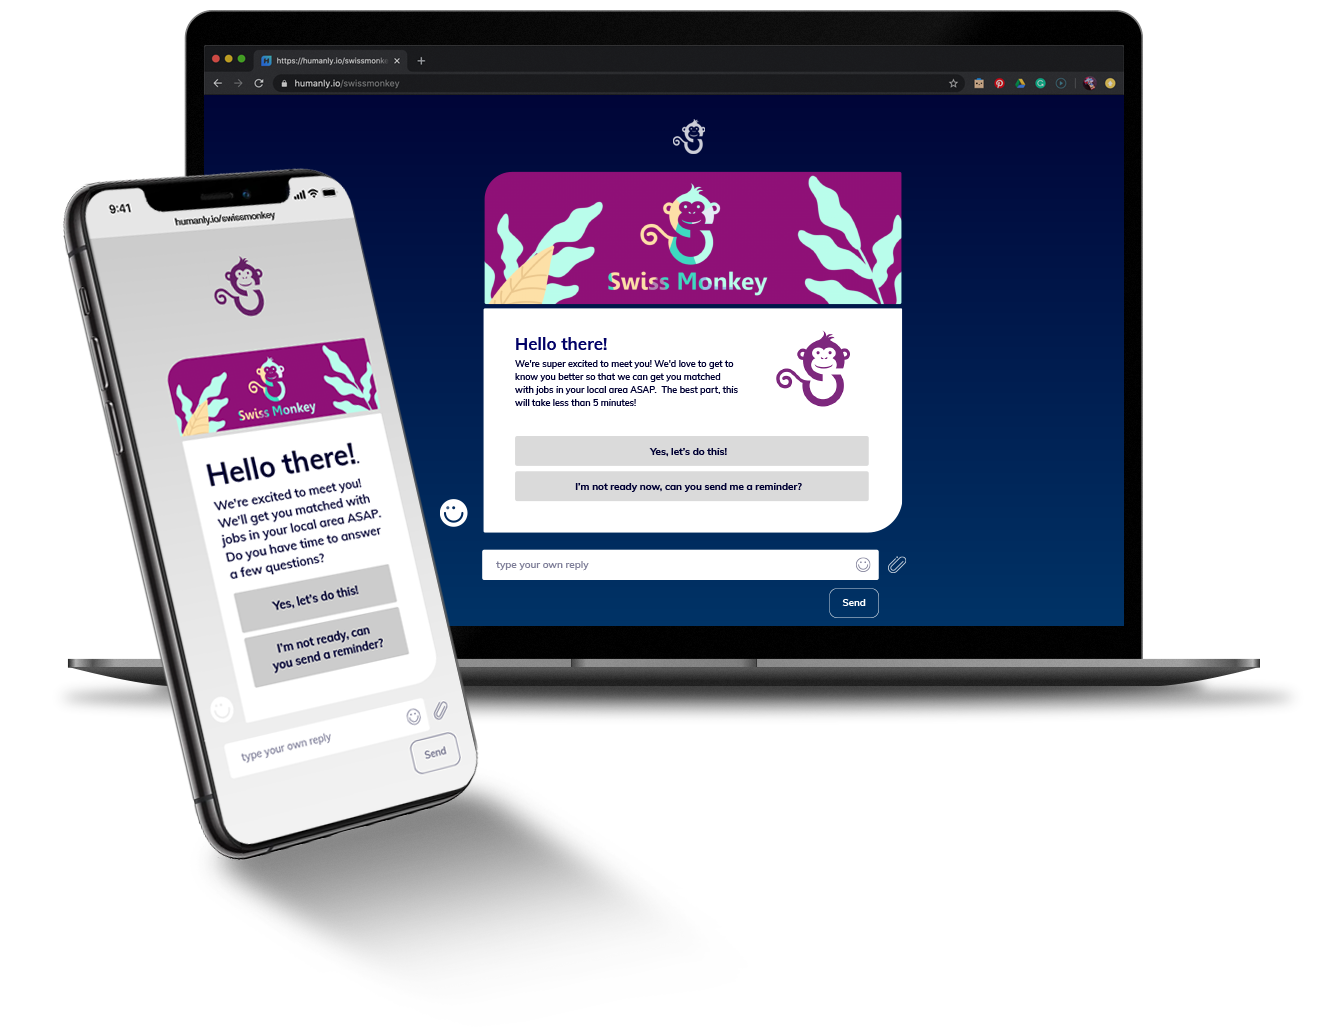 https://humanly.io/swissmonke
humanly.io/swissmonkey
Swiss Monkey
Hello there!
We're super excited to meet you! We'd love to get to
know you better so that we can get you matched
with jobs in your local area ASAP.  The best part, this
will take less than 5 minutes!
Yes, let's do this!
I'm not ready now, can you send me a reminder?
type your own reply
Send
9:41
humanly.io/swissmonkey
Swiss Monkey
Hello there!.
We're excited to meet you!
We'll get you matched with
jobs in your local area ASAP.
Do you have time to answer
a few questions?
Yes, let's do this!
I'm not ready, can
you send a reminder?
type your own reply
Send